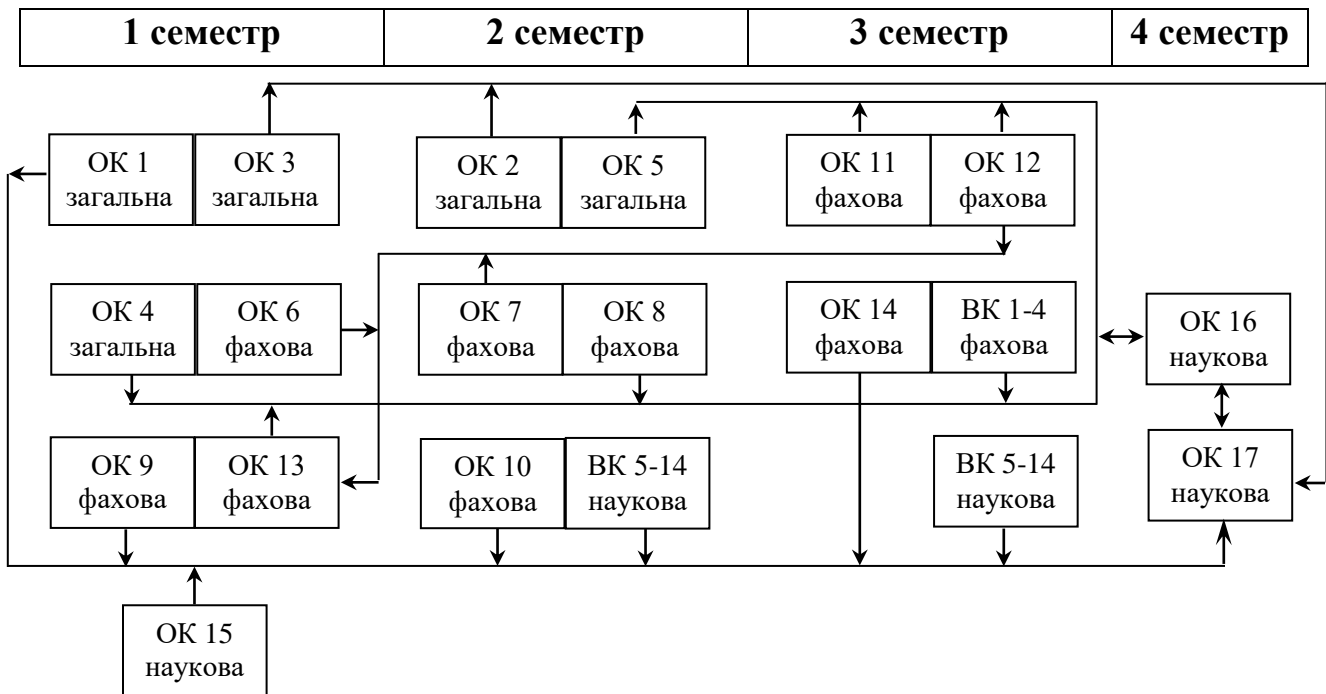 1 семестр
2 семестр
3 семестр
4 семестр
ОК 1
загальна
ОК 3
загальна
ОК 2
загальна
ОК 5
загальна
ОК 11
фахова
ОК 12
фахова
ОК 4
загальна
ОК 6
фахова
ОК 7
фахова
ОК 8
фахова
ОК 14
фахова
ВК 1-4
фахова
ОК 16
наукова
ОК 9
фахова
ОК 13
фахова
ОК 10
фахова
ВК 5-14
наукова
ВК 5-14
наукова
ОК 17
наукова
ОК 15
наукова